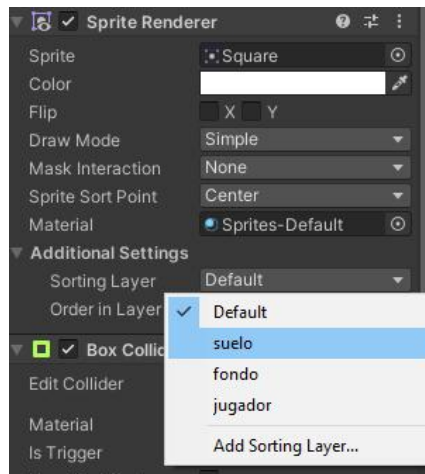 Sprite Renderer
Sprite Square
Color
Flip X Y
Draw Mode Simple
Mask Interaction None
Sprite Sort Point Center
Material Sprites-Default
Additional Settings
Sorting Layer Default
Order in Layer Default
suelo
Box Collid
fondo
Edit Collider
jugador
Material
Add Sorting Layer...
Is Trigger